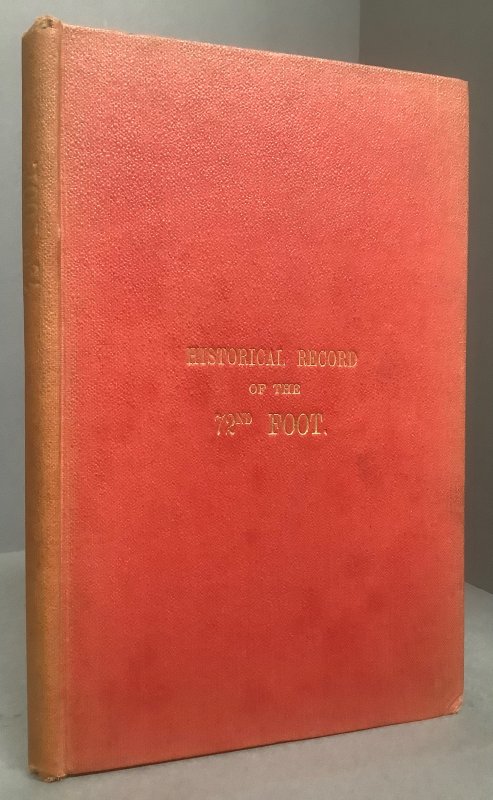 HISTORICAL RECORD
OF THE
72ND FOOT.